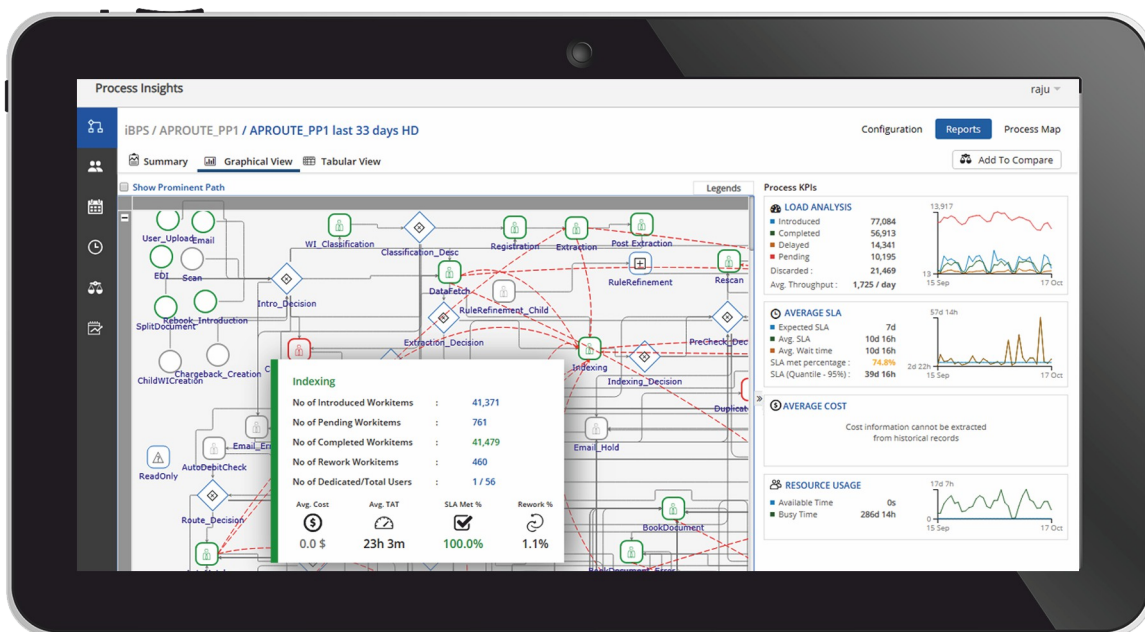 Process Insights
raju
iBPS / APROUTE_PP1 / APROUTE_PP1 last 33 days HD
Configuration
Reports
Process Map
Summary
Graphical View
Tabular View
Add To Compare
Show Prominent Path
Legends
User_Upload
Email
EDI
Scan
SplitDocument
Rebook_Introduction
ChildWICreation
Chargeback_Creation
Intro_Decision
WI_Classification
Classification_Desc
Registration
Extraction
Post Extraction
DataFetch
RuleRefinement_Child
RuleRefinement
Rescan
Extraction_Decision
Indexing
Indexing_Decision
PreCheck_Dec
Duplicat
Email_Hold
ReadOnly
AutoDebitCheck
Route_Decision
BookDocument
Indexing
No of Introduced Workitems : 41,371
No of Pending Workitems : 761
No of Completed Workitems : 41,479
No of Rework Workitems : 460
No of Dedicated/Total Users : 1 / 56
Avg. Cost Avg. TAT SLA Met % Rework %
0.0 $ 23h 3m 100.0% 1.1%
Process KPIs
LOAD ANALYSIS
Introduced 77,084
Completed 56,913
Delayed 14,341
Pending 10,195
Discarded : 21,469
Avg. Throughput : 1,725 / day
13,917
13
15 Sep 17 Oct
AVERAGE SLA
Expected SLA 7d
Avg. SLA 10d 16h
Avg. Wait time 10d 16h
SLA met percentage : 74.8%
SLA (Quantile - 95%) : 39d 16h
57d 14h
2d 22h
15 Sep 17 Oct
AVERAGE COST
Cost information cannot be extracted
from historical records
RESOURCE USAGE
Available Time 0s
Busy Time 286d 14h
17d 7h
0
15 Sep 17 Oct